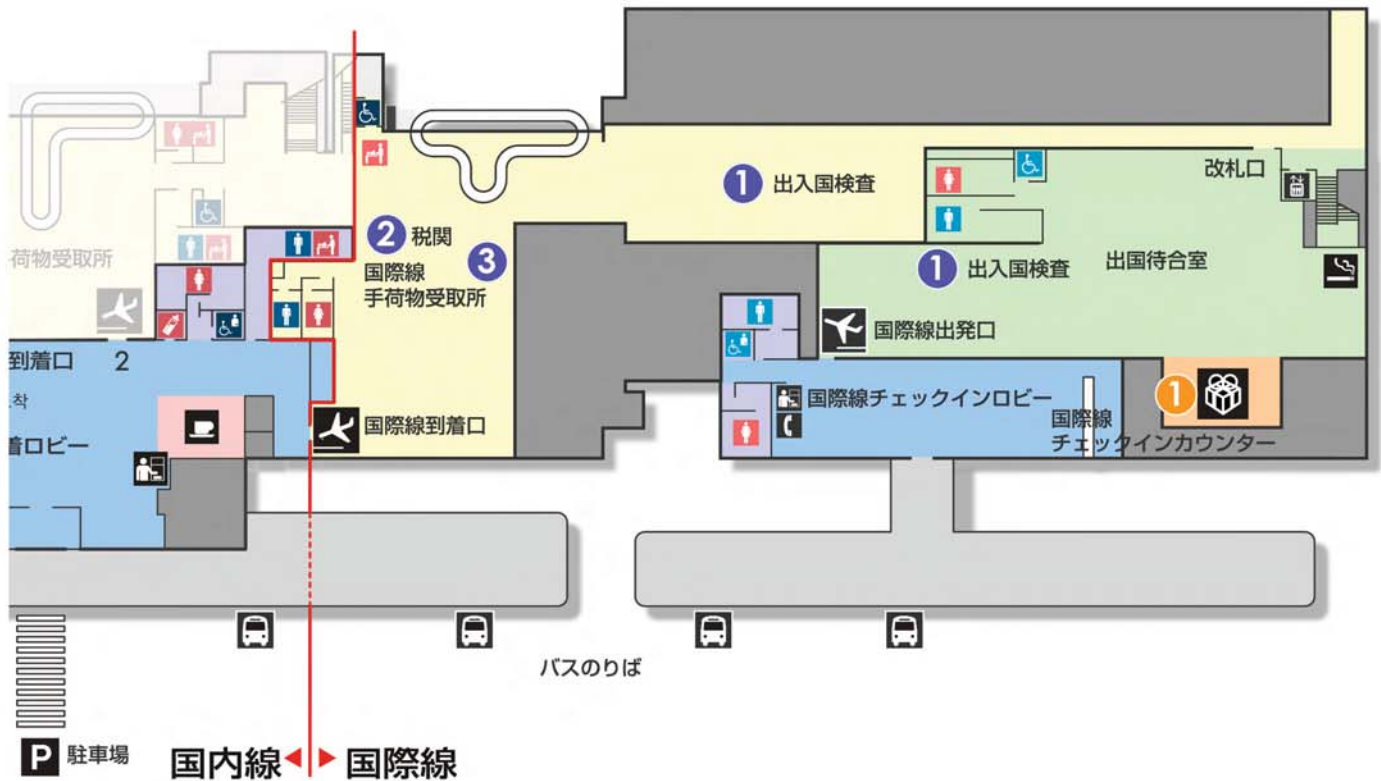 改札口
1 出入国検査
2 税関
荷物受取所
国際線
手荷物受取所
3
1 出入国検査
出国待合室
国際線出発口
到着口 2
着
着ロビー
国際線到着口
国際線チェックインロビー
1
国際線
チェックインカウンター
バスのりば
P 駐車場
国内線 国際線